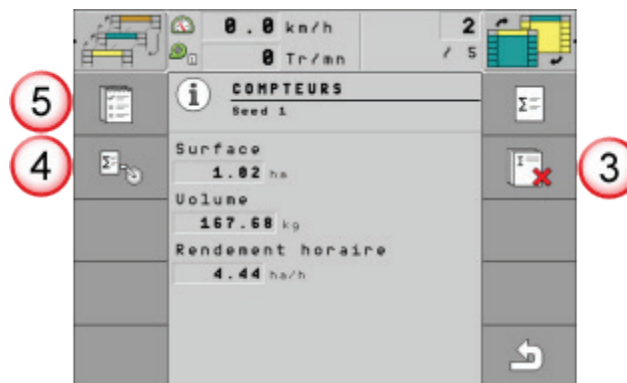 0.0 km/h
2
0 Tr/mn
/ 5
5
i
COMPTEURS
Seed 1
Σ=
4
Σ=
Surface
1.02 ha
Σ
3
Volume
167.68 kg
Rendement horaire
4.44 ha/h